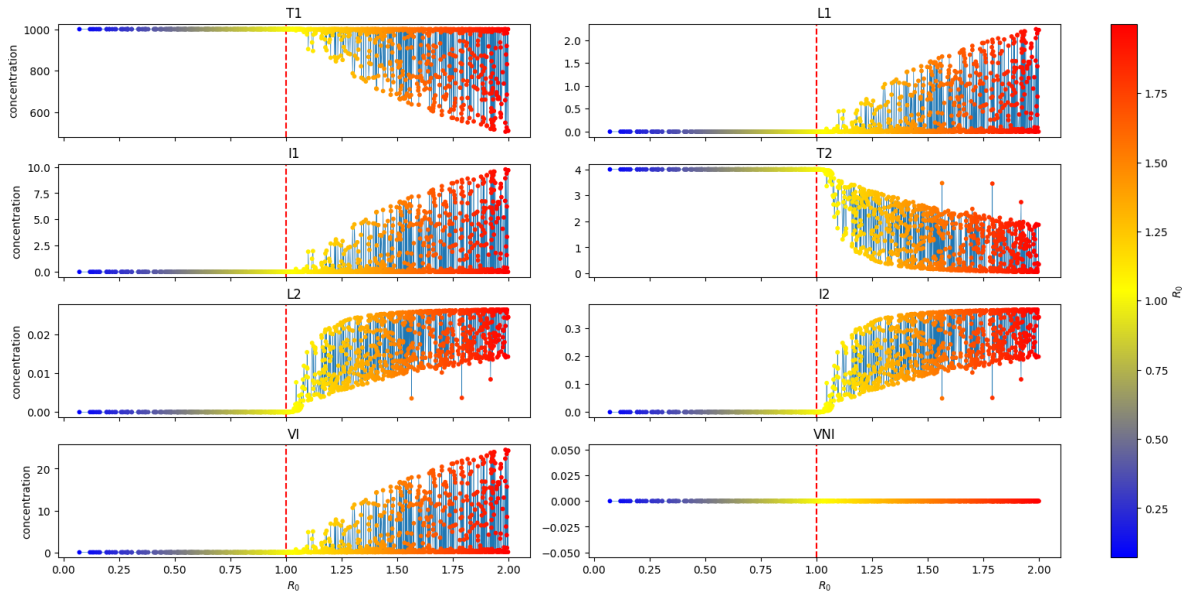 T1
concentration
1000
800
600
L1
2.0
1.5
1.0
0.5
0.0
I1
concentration
10.0
7.5
5.0
2.5
0.0
T2
4
3
2
1
0
L2
concentration
0.02
0.01
0.00
I2
0.3
0.2
0.1
0.0
VI
concentration
20
10
0
0.00 0.25 0.50 0.75 1.00 1.25 1.50 1.75 2.00
R₀
VNI
0.050
0.025
0.000
−0.025
−0.050
0.00 0.25 0.50 0.75 1.00 1.25 1.50 1.75 2.00
R₀
1.75
1.50
1.25
1.00
0.75
0.50
0.25
R₀